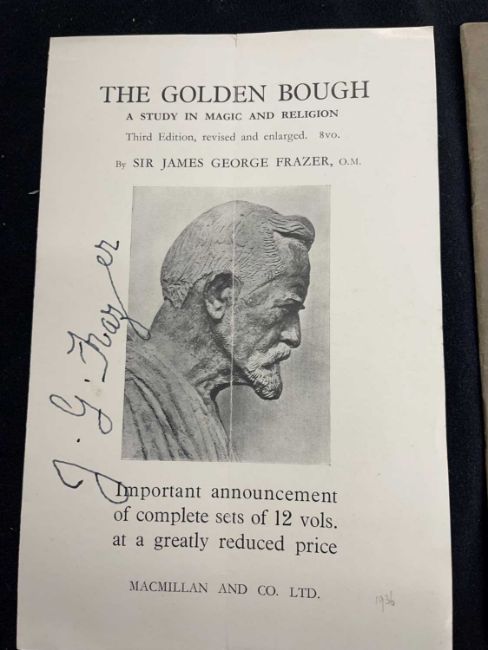 THE GOLDEN BOUGH
A STUDY IN MAGIC AND RELIGION
Third Edition, revised and enlarged. 8vo.
By SIR JAMES GEORGE FRAZER, O.M.
J. G. Frazer
Important announcement
of complete sets of 12 vols.
at a greatly reduced price
MACMILLAN AND CO. LTD.
1936